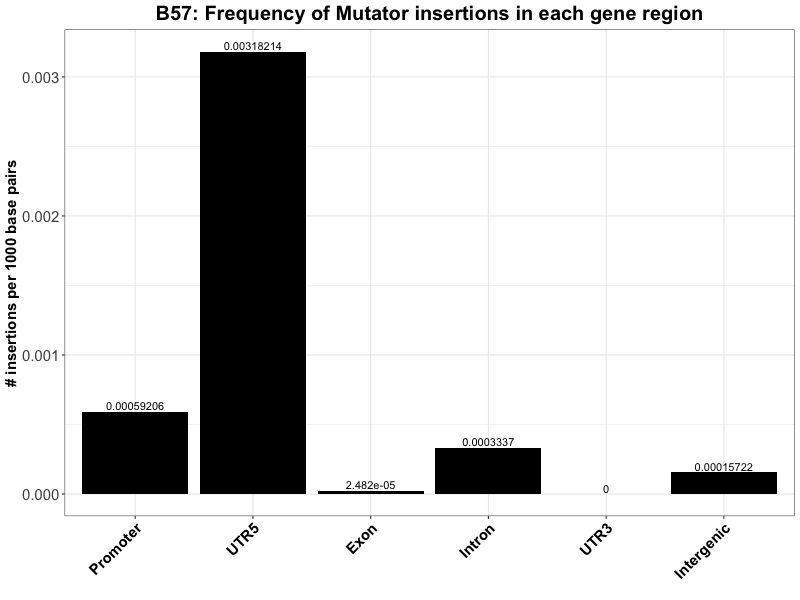 B57: Frequency of Mutator insertions in each gene region
# insertions per 1000 base pairs
0.003
0.002
0.001
0.000
0.00059206
0.00318214
2.482e-05
0.0003337
0
0.00015722
Promoter
UTR5
Exon
Intron
UTR3
Intergenic